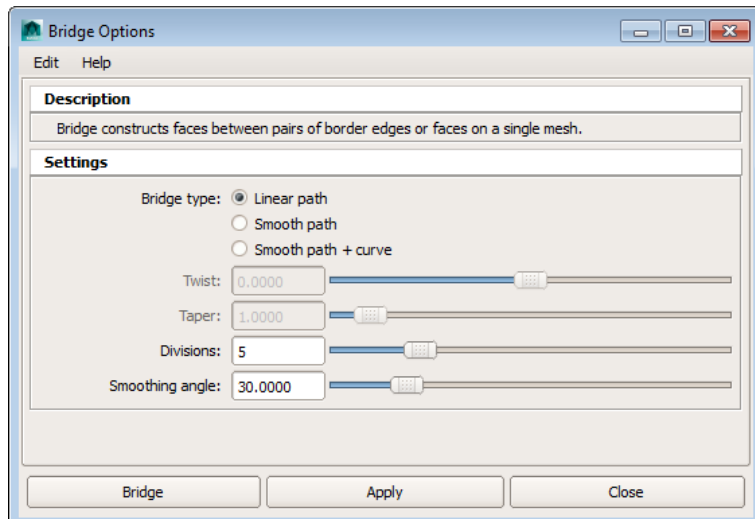 Bridge Options
Edit Help
Description
Bridge constructs faces between pairs of border edges or faces on a single mesh.
Settings
Bridge type: Linear path
Smooth path
Smooth path + curve
Twist: 0.0000
Taper: 1.0000
Divisions: 5
Smoothing angle: 30.0000
Bridge Apply Close